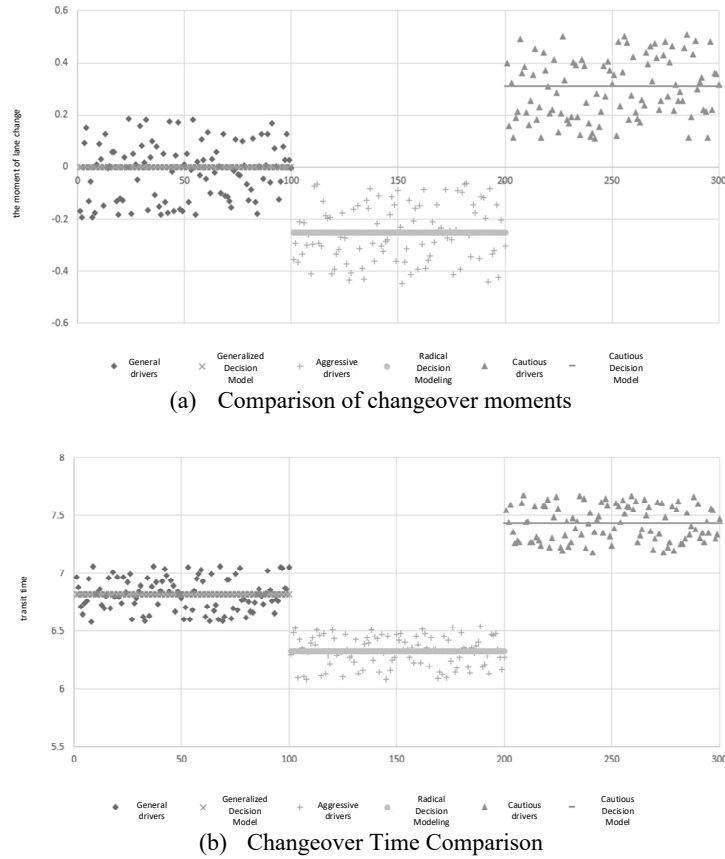 0.6
0.4
0.2
0
-0.2
-0.4
-0.6
the moment of lane change
0 50 100 150 200 250 300
General drivers
Generalized Decision Model
Aggressive drivers
Radical Decision Modeling
Cautious drivers
Cautious Decision Model
(a) Comparison of changeover moments
8
7.5
7
6.5
6
5.5
transit time
0 50 100 150 200 250 300
General drivers
Generalized Decision Model
Aggressive drivers
Radical Decision Modeling
Cautious drivers
Cautious Decision Model
(b) Changeover Time Comparison